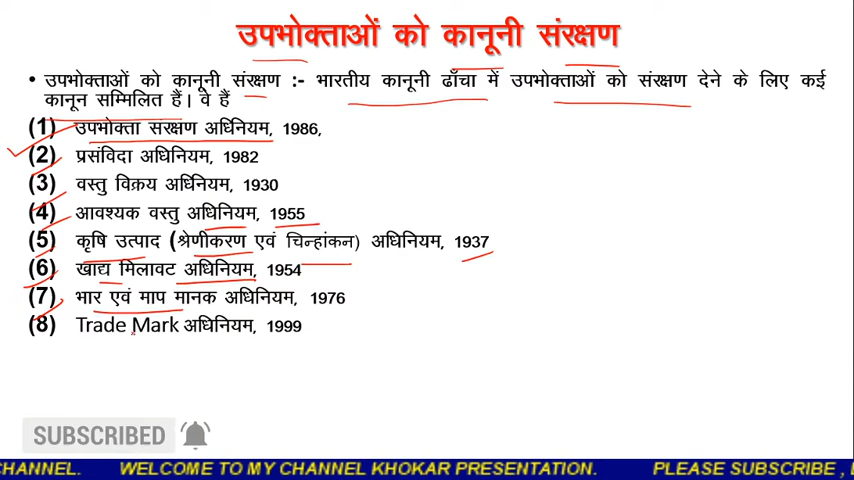 उपभोक्ताओं को कानूनी संरक्षण
• उपभोक्ताओं को कानूनी संरक्षण :- भारतीय कानूनी ढाँचा में उपभोक्ताओं को संरक्षण देने के लिए कई
कानून सम्मिलित हैं। वे हैं
(1) उपभोक्ता सरक्षण अधिनियम, 1986,
(2) प्रसंविदा अधिनियम, 1982
(3) वस्तु विक्रय अधिनियम, 1930
(4) आवश्यक वस्तु अधिनियम, 1955
(5) कृषि उत्पाद (श्रेणीकरण एवं चिन्हांकन) अधिनियम, 1937
(6) खाद्य मिलावट अधिनियम, 1954
(7) भार एवं माप मानक अधिनियम, 1976
(8) Trade Mark अधिनियम, 1999
SUBSCRIBED
CHANNEL. WELCOME TO MY CHANNEL KHOKAR PRESENTATION. PLEASE SUBSCRIBE ,